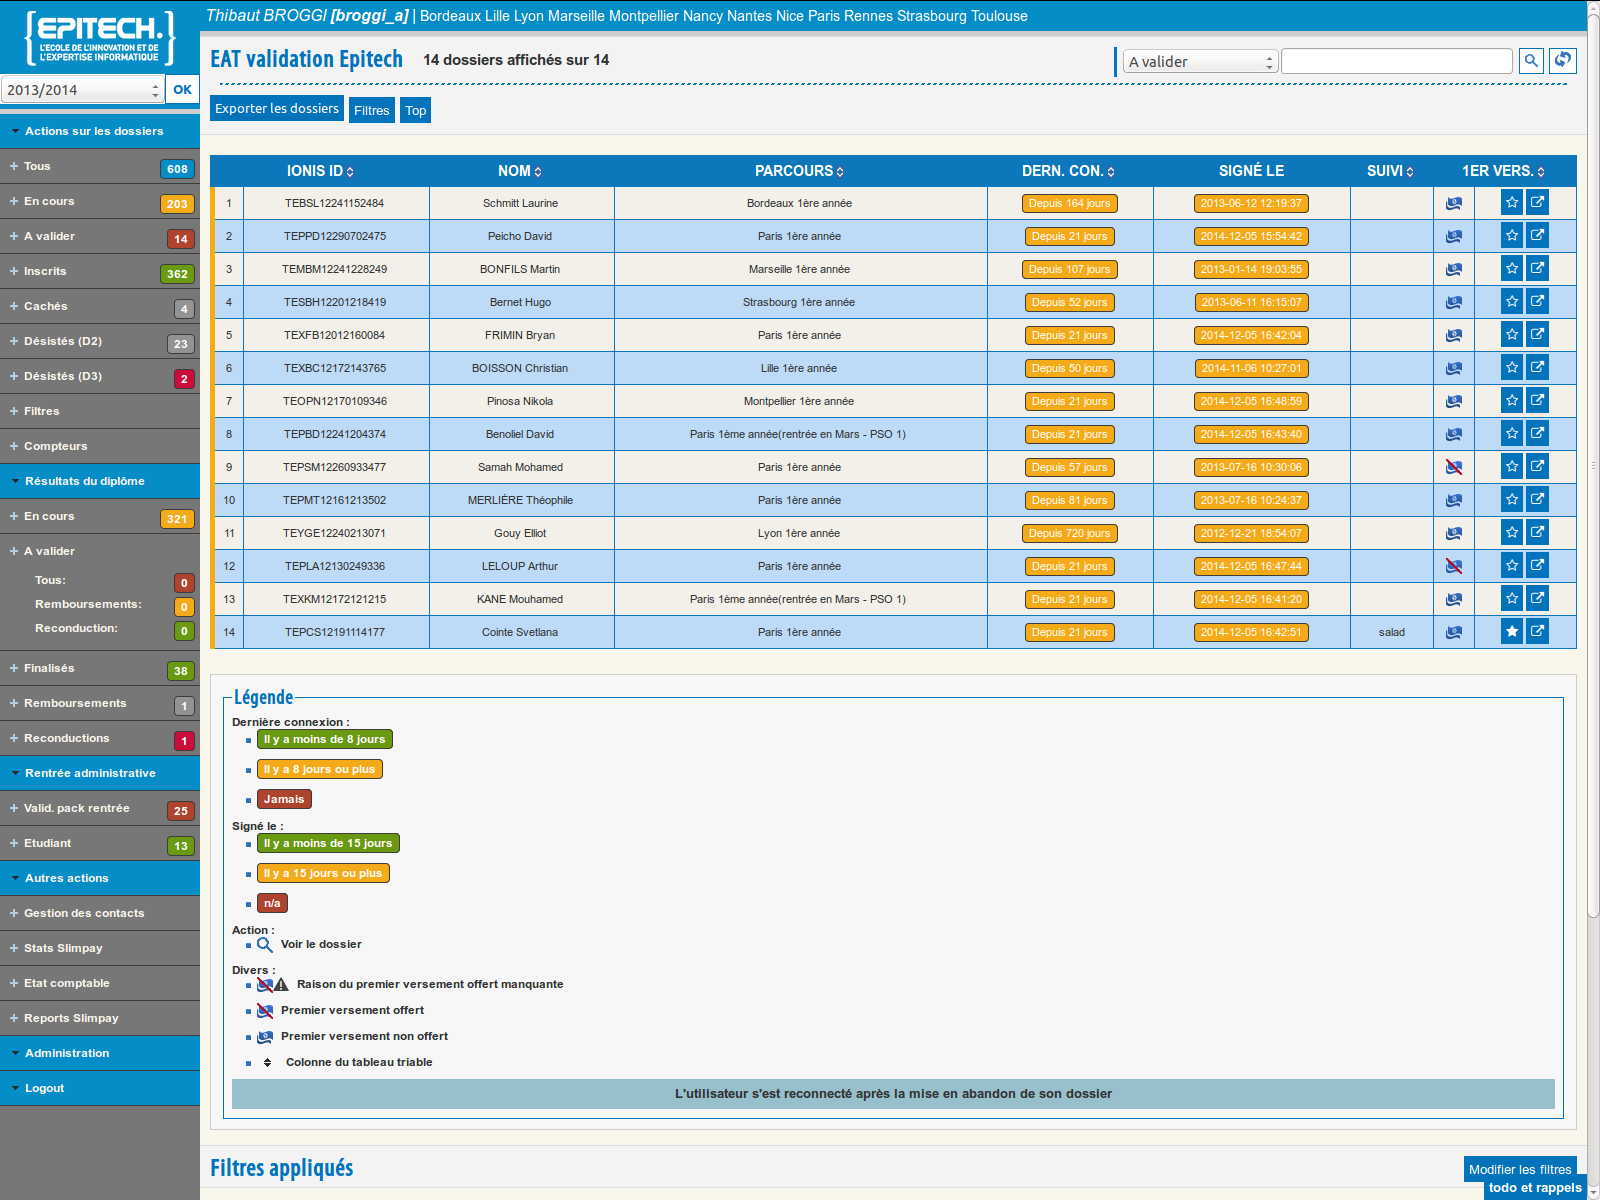 {EPITECH.}
L'ÉCOLE DE L'INNOVATION ET DE
L'EXPERTISE INFORMATIQUE
2013/2014 OK
Actions sur les dossiers
Tous 608
En cours 203
A valider 14
Inscrits 362
Cachés 4
Désistés (D2) 23
Désistés (D3) 2
Filtres
Compteurs
Résultats du diplôme
En cours 321
A valider
Tous: 0
Remboursements: 0
Reconduction: 0
Finalisés 38
Remboursements 1
Reconductions 1
Rentrée administrative
Valid. pack rentrée 25
Etudiant 13
Autres actions
Gestion des contacts
Stats Slimpay
Etat comptable
Reports Slimpay
Administration
Logout
Thibaut BROGGI [broggi_a] | Bordeaux Lille Lyon Marseille Montpellier Nancy Nantes Nice Paris Rennes Strasbourg Toulouse
EAT validation Epitech 14 dossiers affichés sur 14 A valider
Exporter les dossiers Filtres Top
IONIS ID NOM PARCOURS DERN. CON. SIGNÉ LE SUIVI 1ER VERS.
1 TEBSL12241152484 Schmitt Laurine Bordeaux 1ère année Depuis 164 jours 2013-06-12 12:19:37
2 TEPPD12290702475 Peicho David Paris 1ère année Depuis 21 jours 2014-12-05 15:54:42
3 TEMBM12241228249 BONFILS Martin Marseille 1ère année Depuis 107 jours 2013-01-14 19:03:55
4 TESBH12201218419 Bernet Hugo Strasbourg 1ère année Depuis 52 jours 2013-06-11 16:15:07
5 TEXFB12012160084 FRIMIN Bryan Paris 1ère année Depuis 21 jours 2014-12-05 16:42:04
6 TEXBC12172143765 BOISSON Christian Lille 1ère année Depuis 50 jours 2014-11-06 10:27:01
7 TEOPN12170109346 Pinosa Nikola Montpellier 1ère année Depuis 21 jours 2014-12-05 16:48:59
8 TEPBD12241204374 Benoliel David Paris 1ème année(rentrée en Mars - PSO 1) Depuis 21 jours 2014-12-05 16:43:40
9 TEPSM12260933477 Samah Mohamed Paris 1ère année Depuis 57 jours 2013-07-16 10:30:06
10 TEPMT12161213502 MERLIÈRE Théophile Paris 1ère année Depuis 81 jours 2013-07-16 10:24:37
11 TEYGE12240213071 Gouy Elliot Lyon 1ère année Depuis 720 jours 2012-12-21 18:54:07
12 TEPLA12130249336 LELOUP Arthur Paris 1ère année Depuis 21 jours 2014-12-05 16:47:44
13 TEXKM12172121215 KANE Mouhamed Paris 1ème année(rentrée en Mars - PSO 1) Depuis 21 jours 2014-12-05 16:41:20
14 TEPCS12191114177 Cointe Svetlana Paris 1ère année Depuis 21 jours 2014-12-05 16:42:51 salad
Légende
Dernière connexion :
Il y a moins de 8 jours
Il y a 8 jours ou plus
Jamais
Signé le :
Il y a moins de 15 jours
Il y a 15 jours ou plus
n/a
Action :
Voir le dossier
Divers :
Raison du premier versement offert manquante
Premier versement offert
Premier versement non offert
Colonne du tableau triable
L'utilisateur s'est reconnecté après la mise en abandon de son dossier
Filtres appliqués Modifier les filtres
todo et rappels